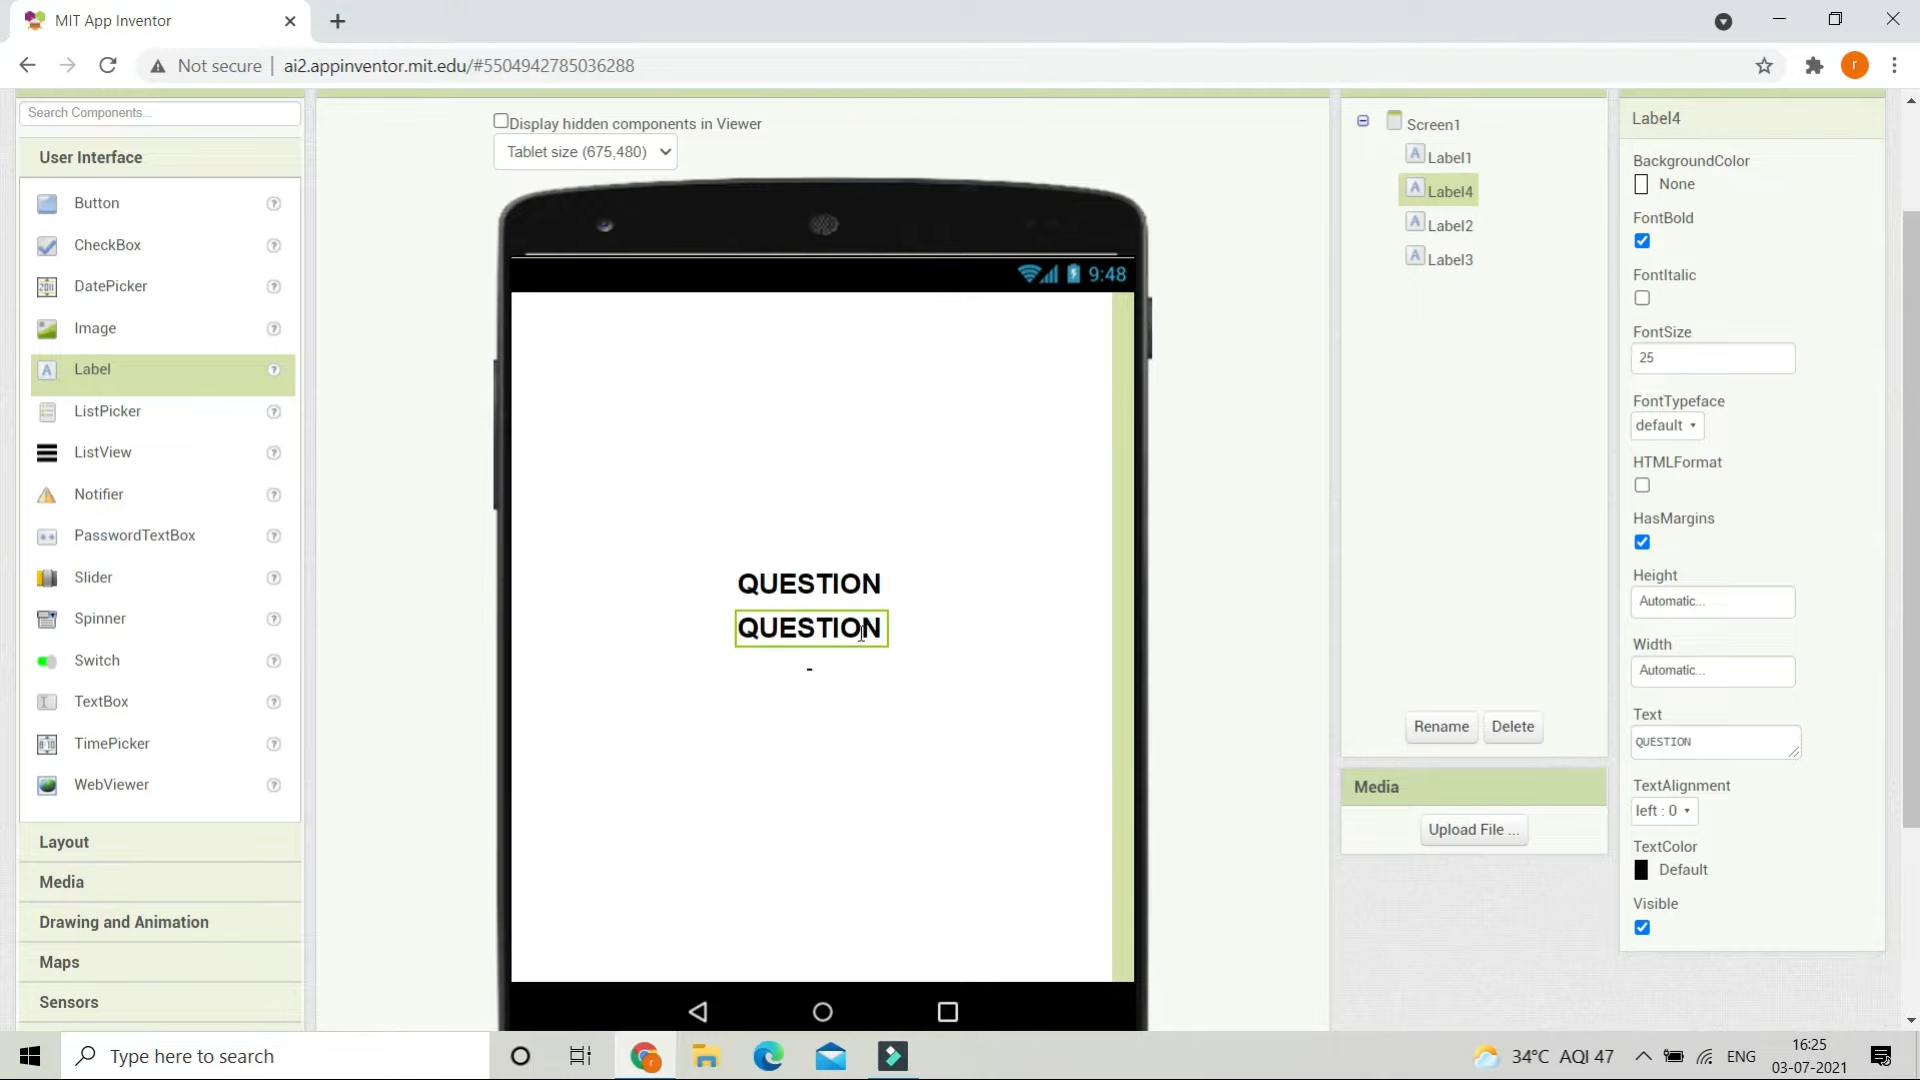 MIT App Inventor
Not secure
ai2.appinventor.mit.edu/#5504942785036288
r
Search Components...
User Interface
Button
CheckBox
DatePicker
Image
Label
ListPicker
ListView
Notifier
PasswordTextBox
Slider
Spinner
Switch
TextBox
TimePicker
WebViewer
Layout
Media
Drawing and Animation
Maps
Sensors
Display hidden components in Viewer
Tablet size (675,480)
9:48
QUESTION
QUESTION
-
Screen1
Label1
Label4
Label2
Label3
Rename
Delete
Media
Upload File ...
Label4
BackgroundColor
None
FontBold
FontItalic
FontSize
25
FontTypeface
default
HTMLFormat
HasMargins
Height
Automatic...
Width
Automatic...
Text
QUESTION
TextAlignment
left : 0
TextColor
Default
Visible
Type here to search
34°C AQI 47
ENG
16:25
03-07-2021